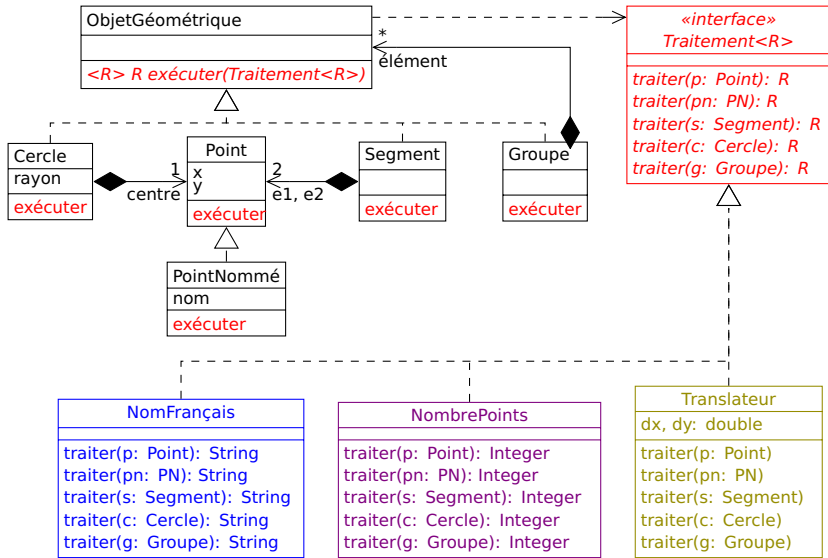 ObjetGéométrique
<R> R exécuter(Traitement<R>)
«interface»
Traitement<R>
traiter(p: Point): R
traiter(pn: PN): R
traiter(s: Segment): R
traiter(c: Cercle): R
traiter(g: Groupe): R
*
élément
Cercle
rayon
exécuter
1
centre
Point
x
y
exécuter
2
e1, e2
Segment
exécuter
Groupe
exécuter
PointNommé
nom
exécuter
NomFrançais
traiter(p: Point): String
traiter(pn: PN): String
traiter(s: Segment): String
traiter(c: Cercle): String
traiter(g: Groupe): String
NombrePoints
traiter(p: Point): Integer
traiter(pn: PN): Integer
traiter(s: Segment): Integer
traiter(c: Cercle): Integer
traiter(g: Groupe): Integer
Translateur
dx, dy: double
traiter(p: Point)
traiter(pn: PN)
traiter(s: Segment)
traiter(c: Cercle)
traiter(g: Groupe)